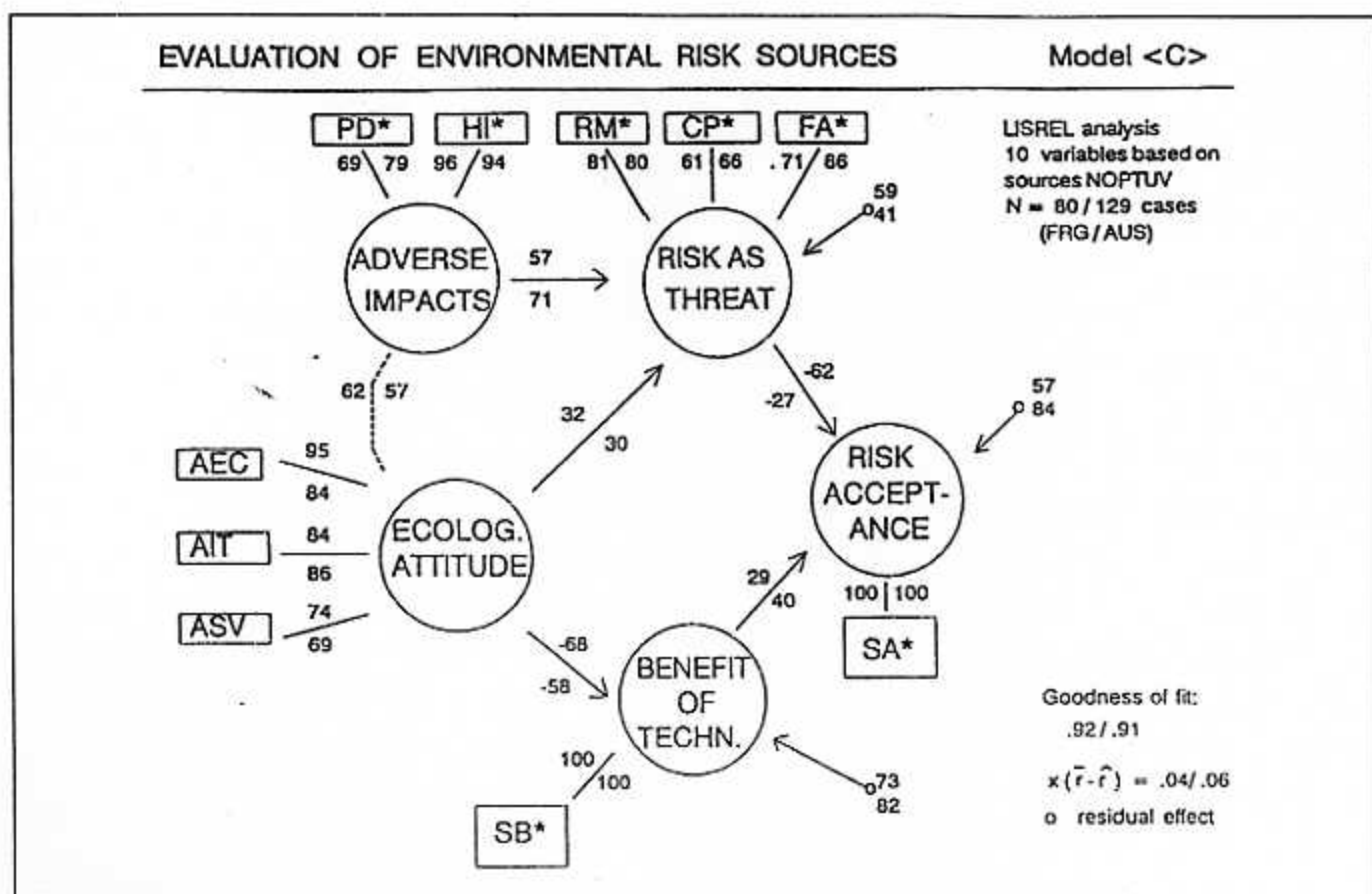 EVALUATION OF ENVIRONMENTAL RISK SOURCES Model <C>
PD* HI* RM* CP* FA*
69 79 96 94 81 80 61 66 .71 86
LISREL analysis
10 variables based on
sources NOPTUV
N = 80/129 cases
(FRG/AUS)
59
41
ADVERSE
IMPACTS
57
71
RISK AS
THREAT
62 57
32
30
-62
-27
57
84
AEC
95
84
AIT
84
86
ASV
74
69
ECOLOG.
ATTITUDE
RISK
ACCEPT-
ANCE
29
40
100 100
SA*
-68
-58
BENEFIT
OF
TECHN.
100
100
SB*
73
82
Goodness of fit:
.92/.91
x(r̄-r̂) = .04/.06
o residual effect